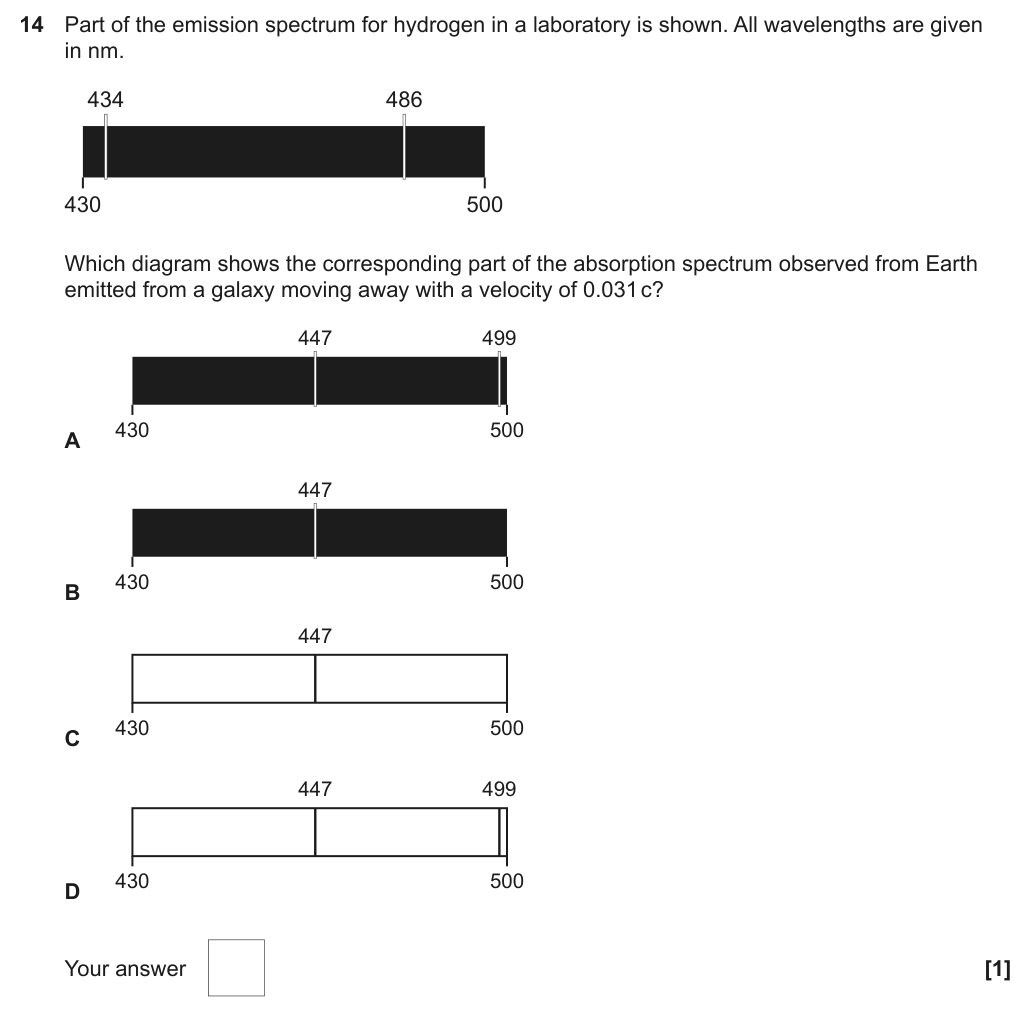 14 Part of the emission spectrum for hydrogen in a laboratory is shown. All wavelengths are given
in nm.
434 486
430 500
Which diagram shows the corresponding part of the absorption spectrum observed from Earth
emitted from a galaxy moving away with a velocity of 0.031 c?
447 499
430 500
A
447
430 500
B
447
430 500
C
447 499
430 500
D
Your answer [1]